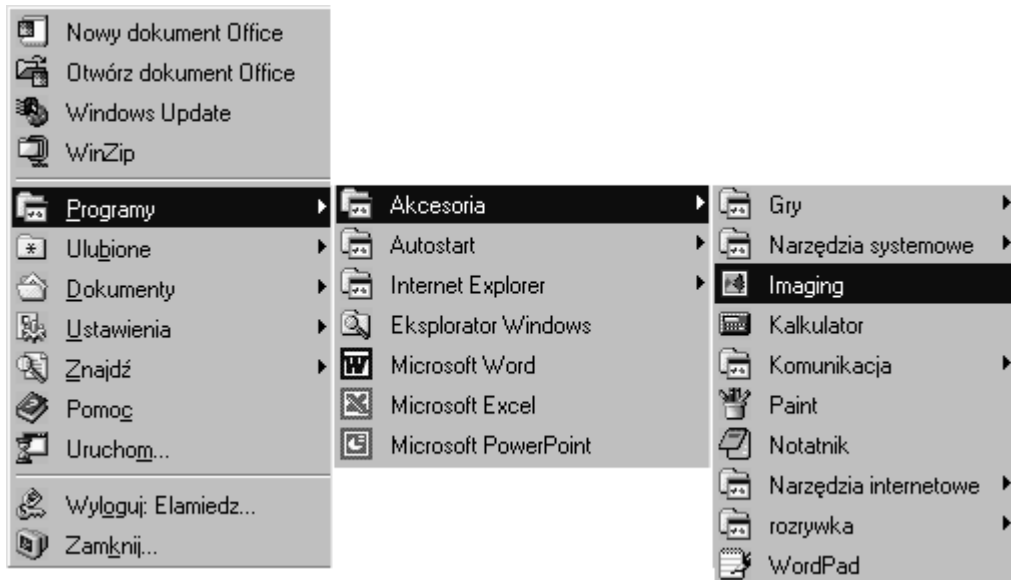 Nowy dokument Office
Otwórz dokument Office
Windows Update
WinZip
Programy
Ulubione
Dokumenty
Ustawienia
Znajdź
Pomoc
Uruchom...
Wyloguj: Elamiedz...
Zamknij...
Akcesoria
Autostart
Internet Explorer
Eksplorator Windows
Microsoft Word
Microsoft Excel
Microsoft PowerPoint
Gry
Narzędzia systemowe
Imaging
Kalkulator
Komunikacja
Paint
Notatnik
Narzędzia internetowe
rozrywka
WordPad